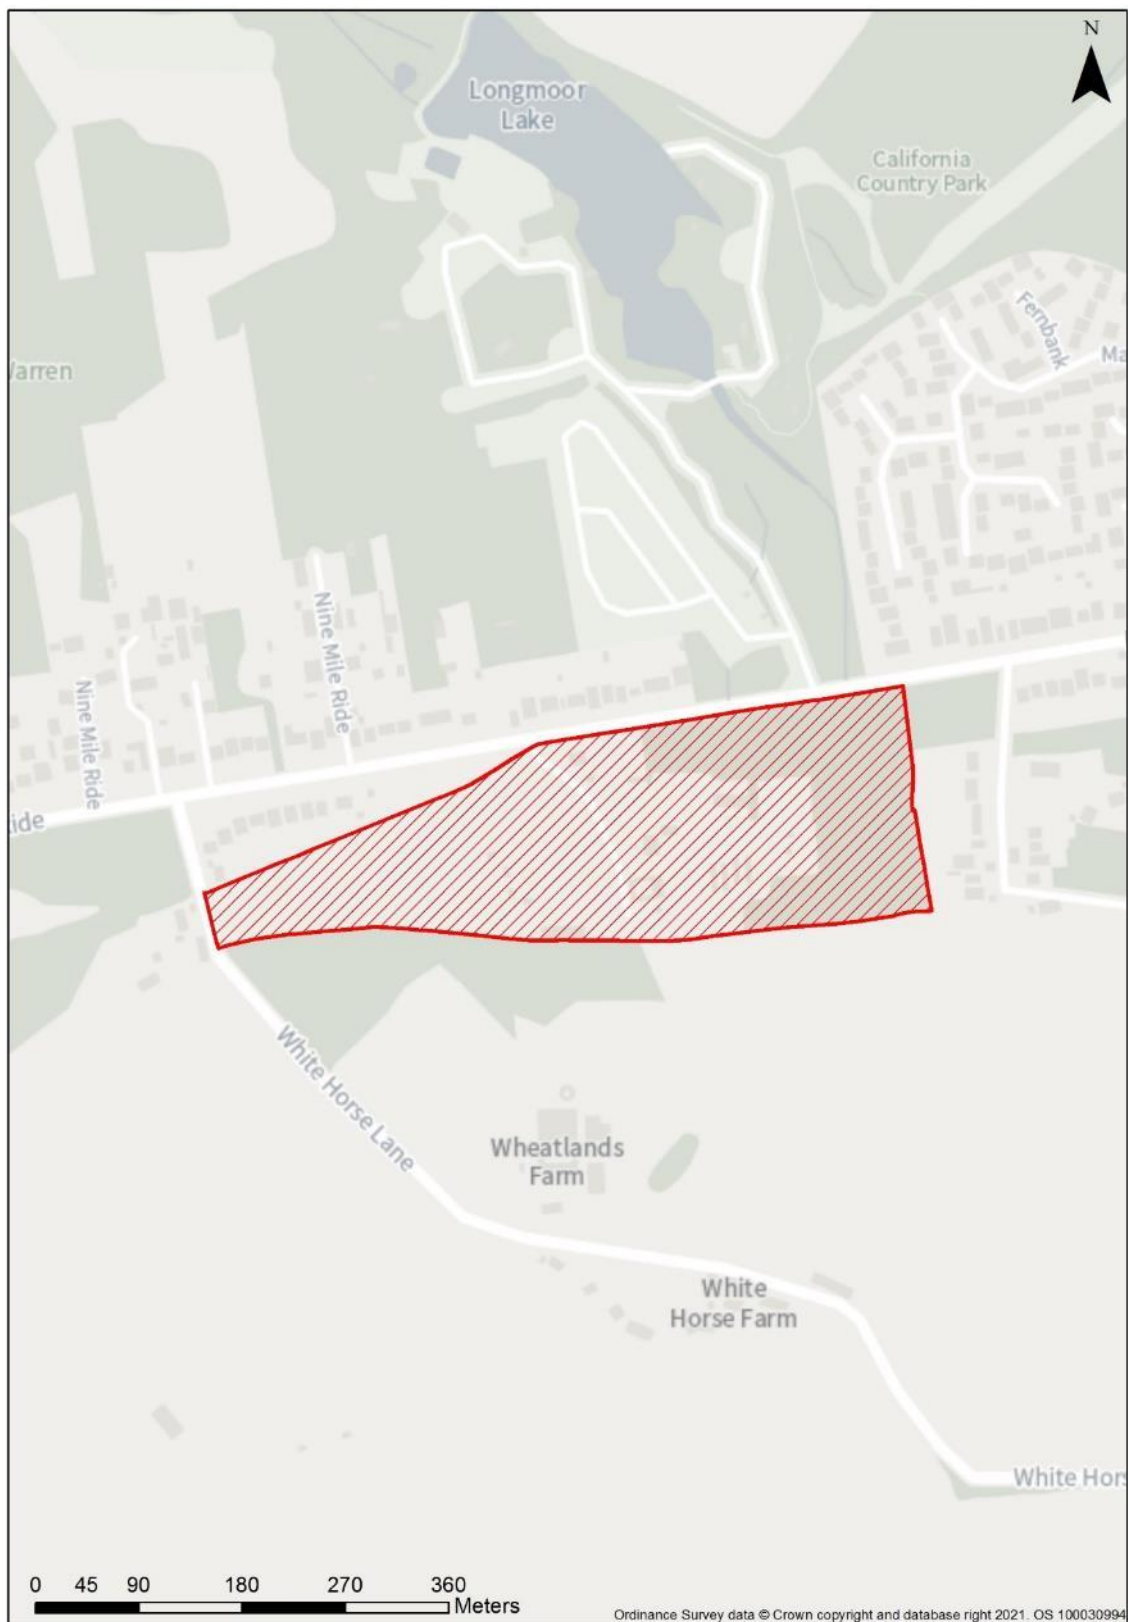 N
Longmoor
Lake
California
Country Park
Fernbank
Ma
Warren
Nine Mile Ride
Nine Mile Ride
Ride
White Horse Lane
Wheatlands
Farm
White
Horse Farm
White Hors
0 45 90 180 270 360
Meters
Ordinance Survey data © Crown copyright and database right 2021. OS 100030994